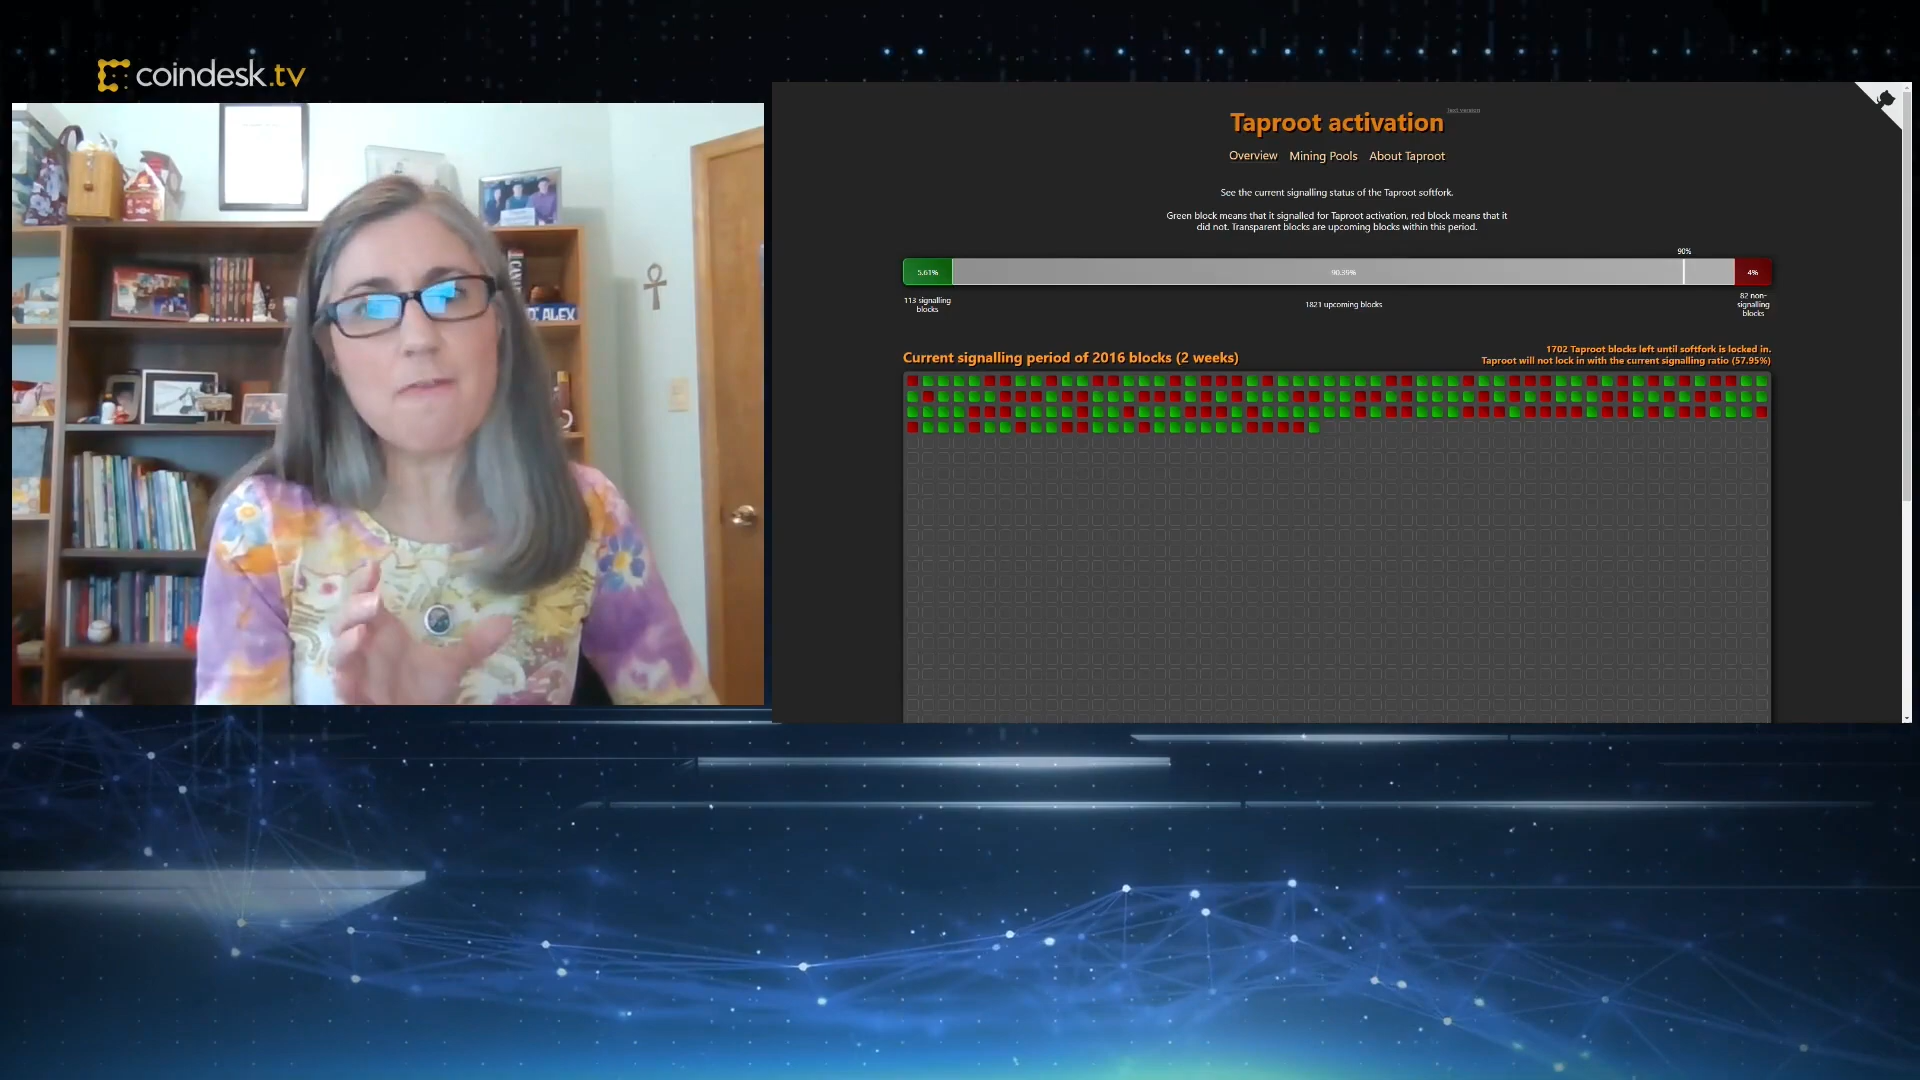 coindesk.tv
Taproot activation
test version
Overview Mining Pools About Taproot
See the current signalling status of the Taproot softfork.
Green block means that it signalled for Taproot activation, red block means that it
did not. Transparent blocks are upcoming blocks within this period.
90%
5.61%
90.35%
4%
113 signalling
blocks
1821 upcoming blocks
82 non-
signalling
blocks
Current signalling period of 2016 blocks (2 weeks)
1702 Taproot blocks left until softfork is locked in.
Taproot will not lock in with the current signalling ratio (57.95%)
ALEX